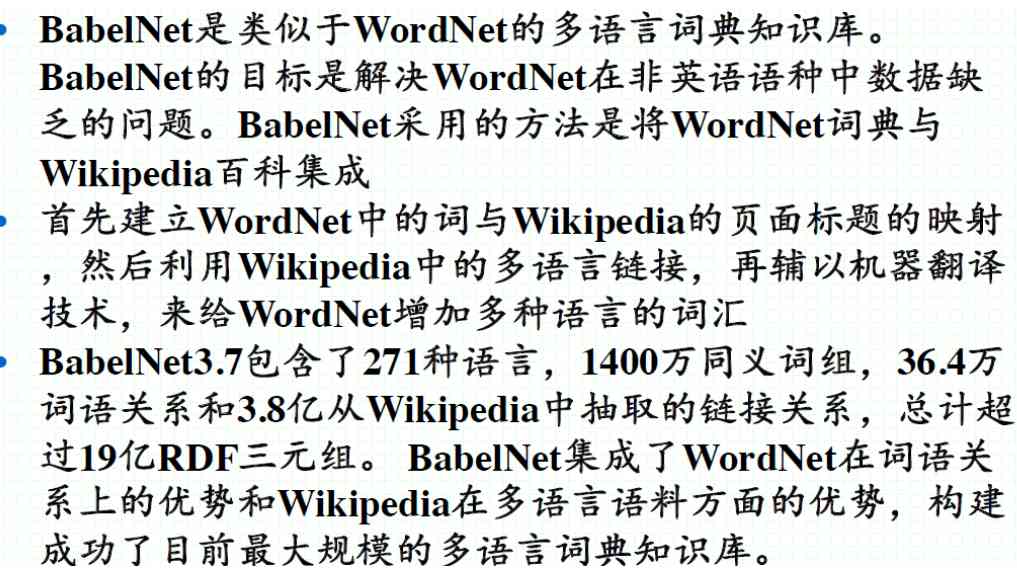 • BabelNet是类似于WordNet的多语言词典知识库。
BabelNet的目标是解决WordNet在非英语语种中数据缺
乏的问题。BabelNet采用的方法是将WordNet词典与
Wikipedia百科集成
• 首先建立WordNet中的词与Wikipedia的页面标题的映射
，然后利用Wikipedia中的多语言链接，再辅以机器翻译
技术，来给WordNet增加多种语言的词汇
• BabelNet3.7包含了271种语言，1400万同义词组，36.4万
词语关系和3.8亿从Wikipedia中抽取的链接关系，总计超
过19亿RDF三元组。 BabelNet集成了WordNet在词语关
系上的优势和Wikipedia在多语言语料方面的优势，构建
成功了目前最大规模的多语言词典知识库。